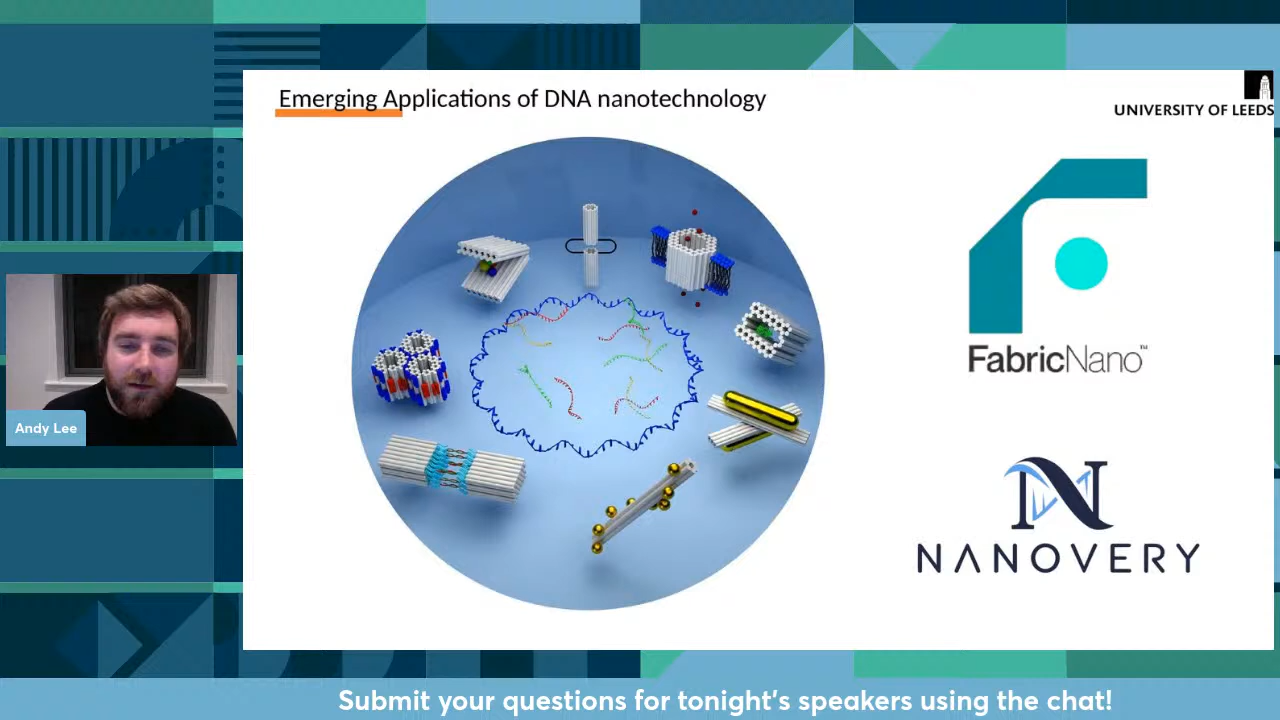 Emerging Applications of DNA nanotechnology
UNIVERSITY OF LEEDS
FabricNano™
Andy Lee
N
NANOVERY
Submit your questions for tonight's speakers using the chat!